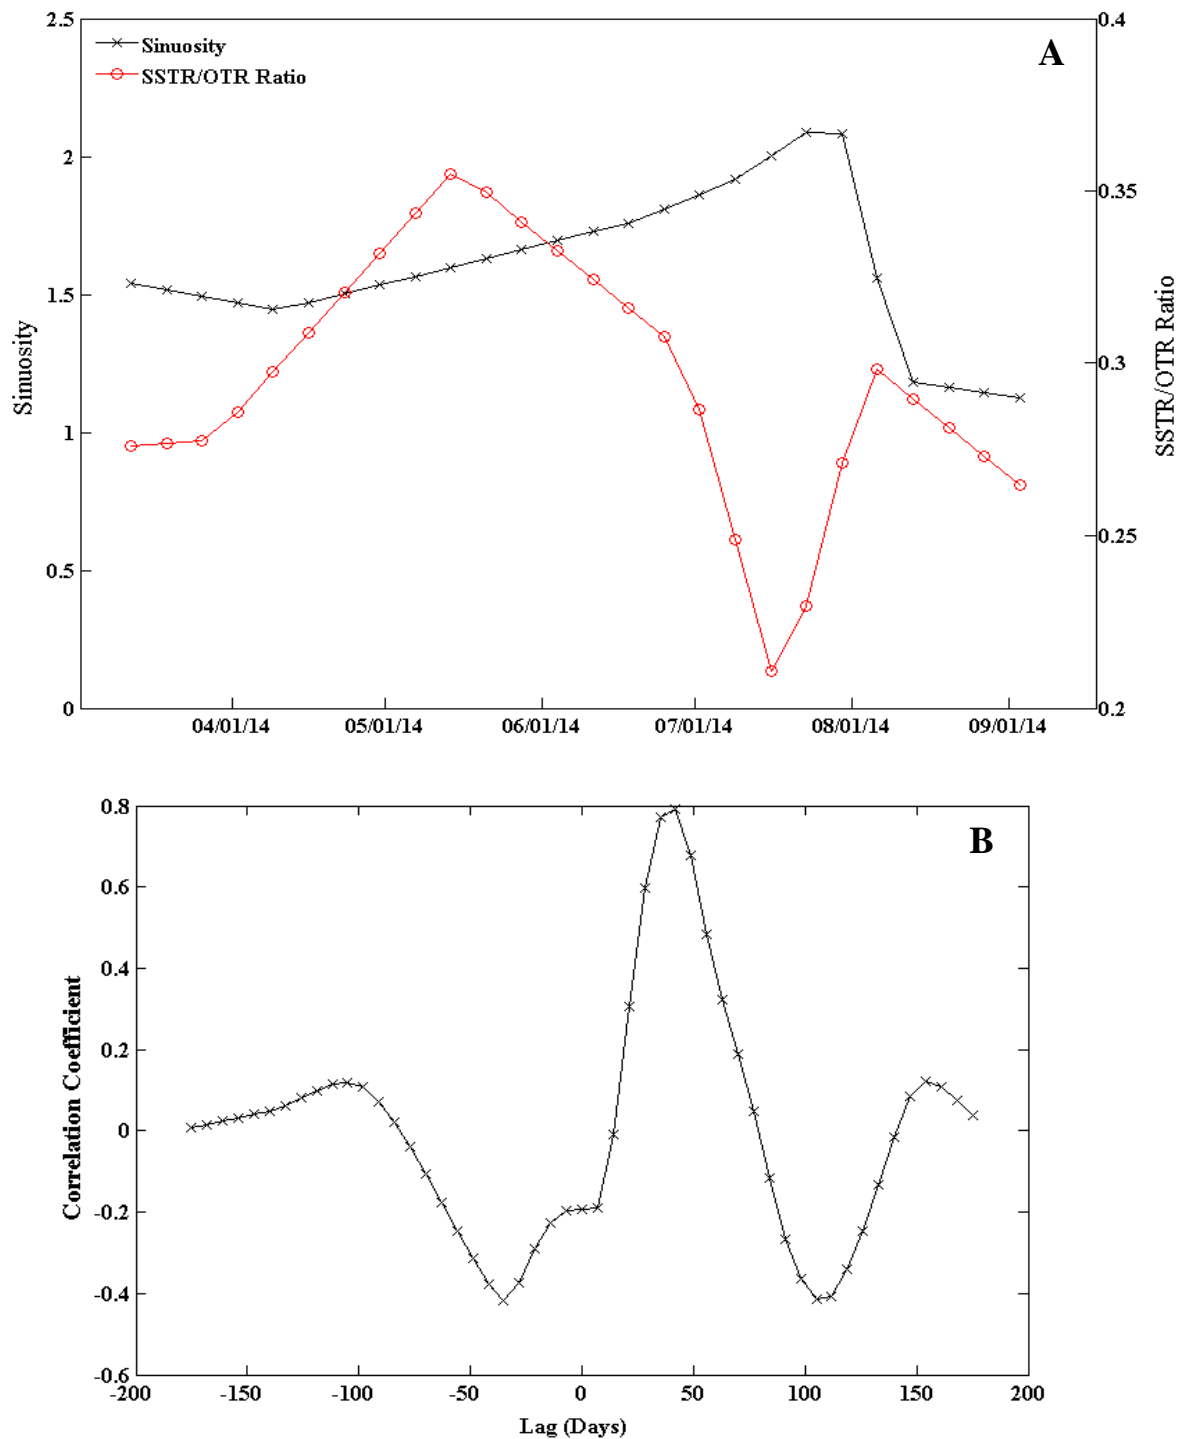 2.5
0.4
Sinuosity
A
SSTR/OTR Ratio
2
0.35
1.5
0.3
Sinuosity
SSTR/OTR Ratio
1
0.25
0.5
0
0.2
04/01/14 05/01/14 06/01/14 07/01/14 08/01/14 09/01/14
0.8
B
0.6
0.4
0.2
Correlation Coefficient
0
-0.2
-0.4
-0.6
-200 -150 -100 -50 0 50 100 150 200
Lag (Days)